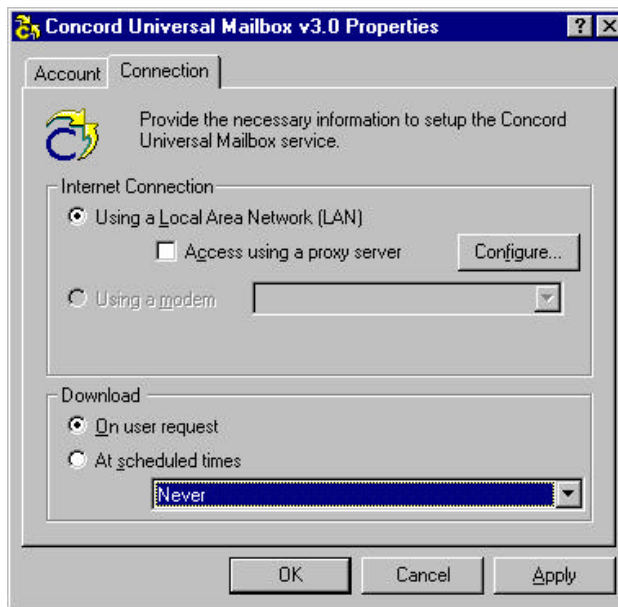 Concord Universal Mailbox v3.0 Properties
Account
Connection
Provide the necessary information to setup the Concord
Universal Mailbox service.
Internet Connection
Using a Local Area Network (LAN)
Access using a proxy server
Configure...
Using a modem
Download
On user request
At scheduled times
Never
OK
Cancel
Apply